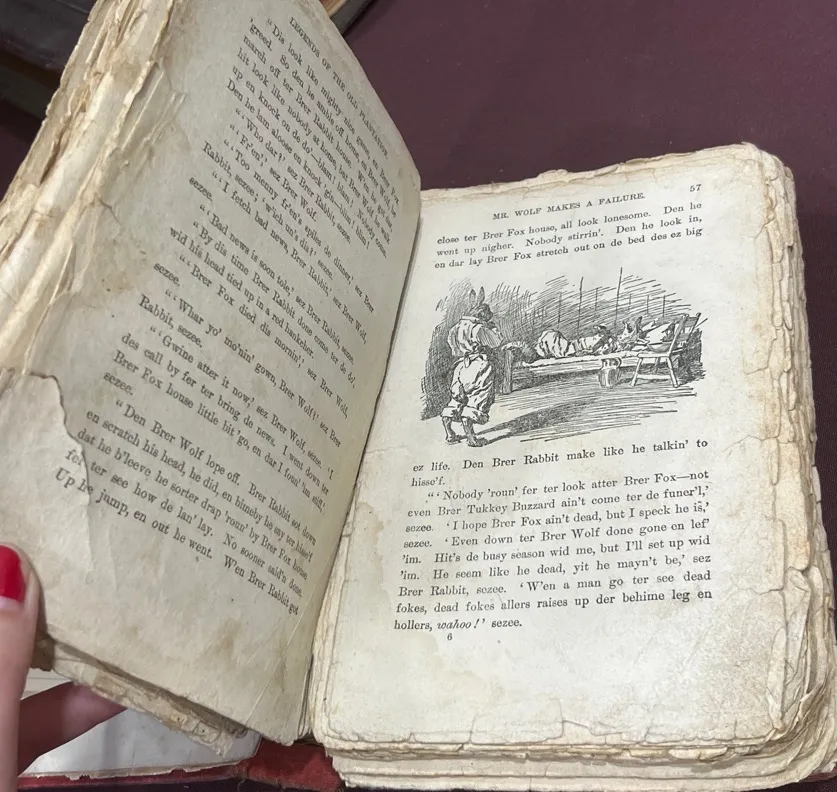 LEGENDS OF THE OLD PLANTATION.
"Dis look like mighty nice greens, en Brer Fox
'greed. So den he amble off home, en Brer Wolf, he
march off ter Brer Rabbit house. W'en he got dar
hit look like nobody at home, but Brer Wolf he walk
up en knock on de do'—blam! blam! Nobody come.
Den he lam aloose en knock 'gin—blim! blim!
"'Who dar?' sez Brer Rabbit, sezee.
"'Fr'en',' sez Brer Wolf.
"'Too menny fr'en's spiles de dinner,' sez Brer
Rabbit, sezee; 'w'ich un's dis?' sezee.
"'I fetch bad news, Brer Rabbit,' sez Brer Wolf,
sezee.
"'Bad news is soon tole,' sez Brer Rabbit, sezee.
"By dis time Brer Rabbit done come ter de do',
wid his head tied up in a red hankcher.
"'Brer Fox died dis mornin',' sez Brer Wolf,
sezee.
"'Whar yo' mo'nin' gown, Brer Wolf?' sez Brer
Rabbit, sezee.
"'Gwine atter it now,' sez Brer Wolf, sezee. 'I
des call by fer ter bring de news. I went down ter
Brer Fox house little bit 'go, en dar I foun' 'im stiff,'
sezee.
"Den Brer Wolf lope off. Brer Rabbit sot down
en scratch his head, he did, en bimeby he say ter hisse'f
dat he b'leeve he sorter drap 'roun' by Brer Fox house
fer ter see how de lan' lay. No sooner said'n done.
Up he jump, en out he went. W'en Brer Rabbit got
MR. WOLF MAKES A FAILURE. 57
close ter Brer Fox house, all look lonesome. Den he
went up nigher. Nobody stirrin'. Den he look in,
en dar lay Brer Fox stretch out on de bed des ez big
ez life. Den Brer Rabbit make like he talkin' to
hisse'f.
"'Nobody 'roun' fer ter look atter Brer Fox—not
even Brer Tukkey Buzzard ain't come ter de funer'l,'
sezee. 'I hope Brer Fox ain't dead, but I speck he is,'
sezee. 'Even down ter Brer Wolf done gone en lef'
'im. Hit's de busy season wid me, but I'll set up wid
'im. He seem like he dead, yit he mayn't be,' sez
Brer Rabbit, sezee. 'W'en a man go ter see dead
fokes, dead fokes allers raises up der behime leg en
hollers, wahoo!' sezee.
6